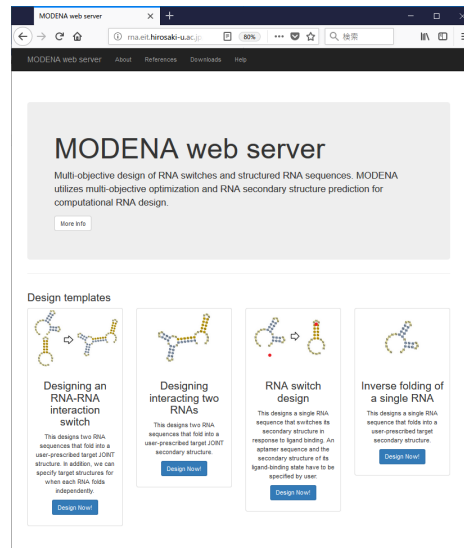 MODENA web server
rna.eit.hirosaki-u.ac.jp
80%
検索
MODENA web server About References Downloads Help
MODENA web server
Multi-objective design of RNA switches and structured RNA sequences. MODENA
utilizes multi-objective optimization and RNA secondary structure prediction for
computational RNA design.
More Info
Design templates
Designing an
RNA-RNA
interaction
switch
This designs two RNA
sequences that fold into a
user-prescribed target JOINT
structure. In addition, we can
specify target structures for
when each RNA folds
independently.
Design Now!
Designing
interacting two
RNAs
This designs two RNA
sequences that fold into a
user-prescribed target JOINT
secondary structure.
Design Now!
RNA switch
design
This designs a single RNA
sequence that switches its
secondary structure in
response to ligand binding. An
aptamer sequence and the
secondary structure of its
ligand-binding state have to be
specified by user.
Design Now!
Inverse folding of
a single RNA
This designs a single RNA
sequence that folds into a
user-prescribed target
secondary structure.
Design Now!